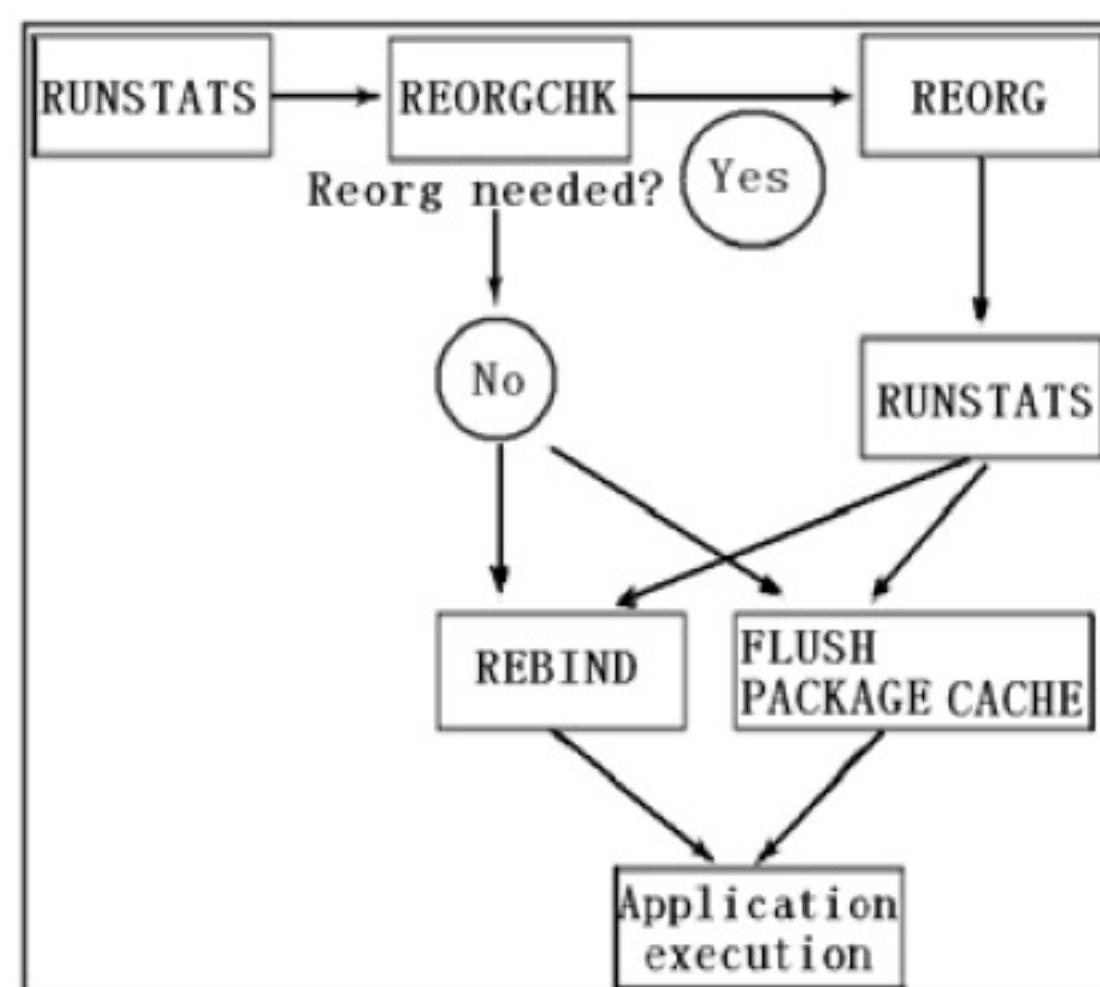 RUNSTATS
REORGCHK
REORG
Reorg needed?
Yes
No
RUNSTATS
REBIND
FLUSH
PACKAGE CACHE
Application
execution